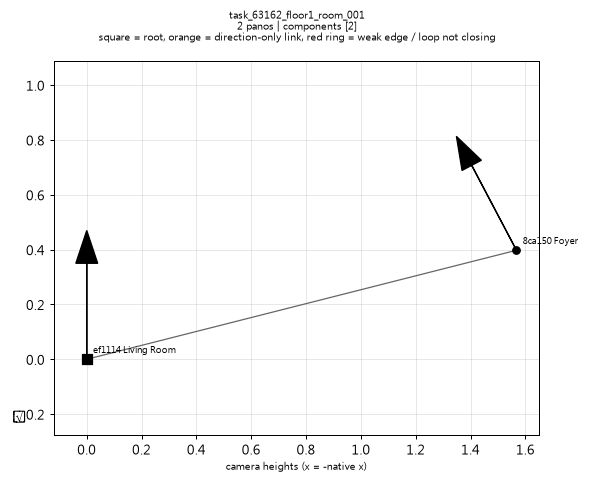 task_63162_floor1_room_001
2 panos | components [2]
square = root, orange = direction-only link, red ring = weak edge / loop not closing
1.0
0.8
0.6
0.4
0.2
0.0
0.2
8ca150 Foyer
ef1114 Living Room
0.0 0.2 0.4 0.6 0.8 1.0 1.2 1.4 1.6
camera heights (x = -native x)